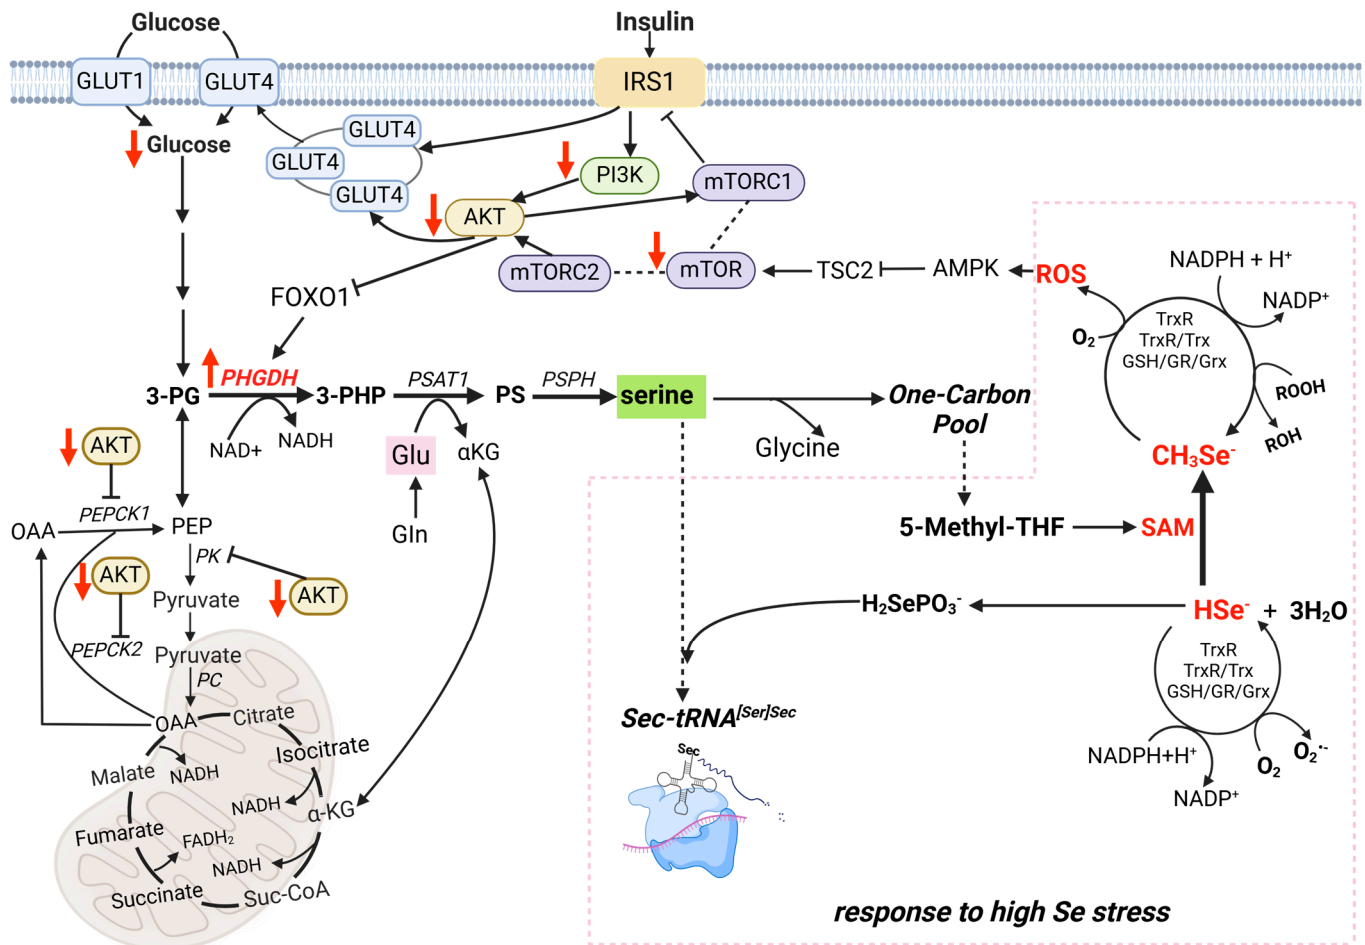 Glucose
Insulin
GLUT1
GLUT4
IRS1
Glucose
GLUT4
GLUT4
GLUT4
PI3K
mTORC1
AKT
mTORC2
mTOR
TSC2
AMPK
ROS
NADPH + H⁺
NADP⁺
O₂
TrxR
TrxR/Trx
GSH/GR/Grx
ROOH
ROH
CH₃Se⁻
FOXO1
3-PG
PHGDH
3-PHP
PSAT1
PS
PSPH
serine
One-Carbon
Pool
NAD+
NADH
Glu
αKG
Glycine
Gln
AKT
OAA
PEPCK1
PEP
5-Methyl-THF
SAM
PK
AKT
AKT
Pyruvate
H₂SePO₃⁻
HSe⁻ + 3H₂O
PEPCK2
Pyruvate
PC
TrxR
TrxR/Trx
GSH/GR/Grx
OAA
Citrate
Sec-tRNA[Ser]Sec
Sec
Isocitrate
NADPH+H⁺
O₂
O₂•-
NADP⁺
Malate
NADH
NADH
α-KG
Fumarate
FADH₂
NADH
Succinate
Suc-CoA
response to high Se stress